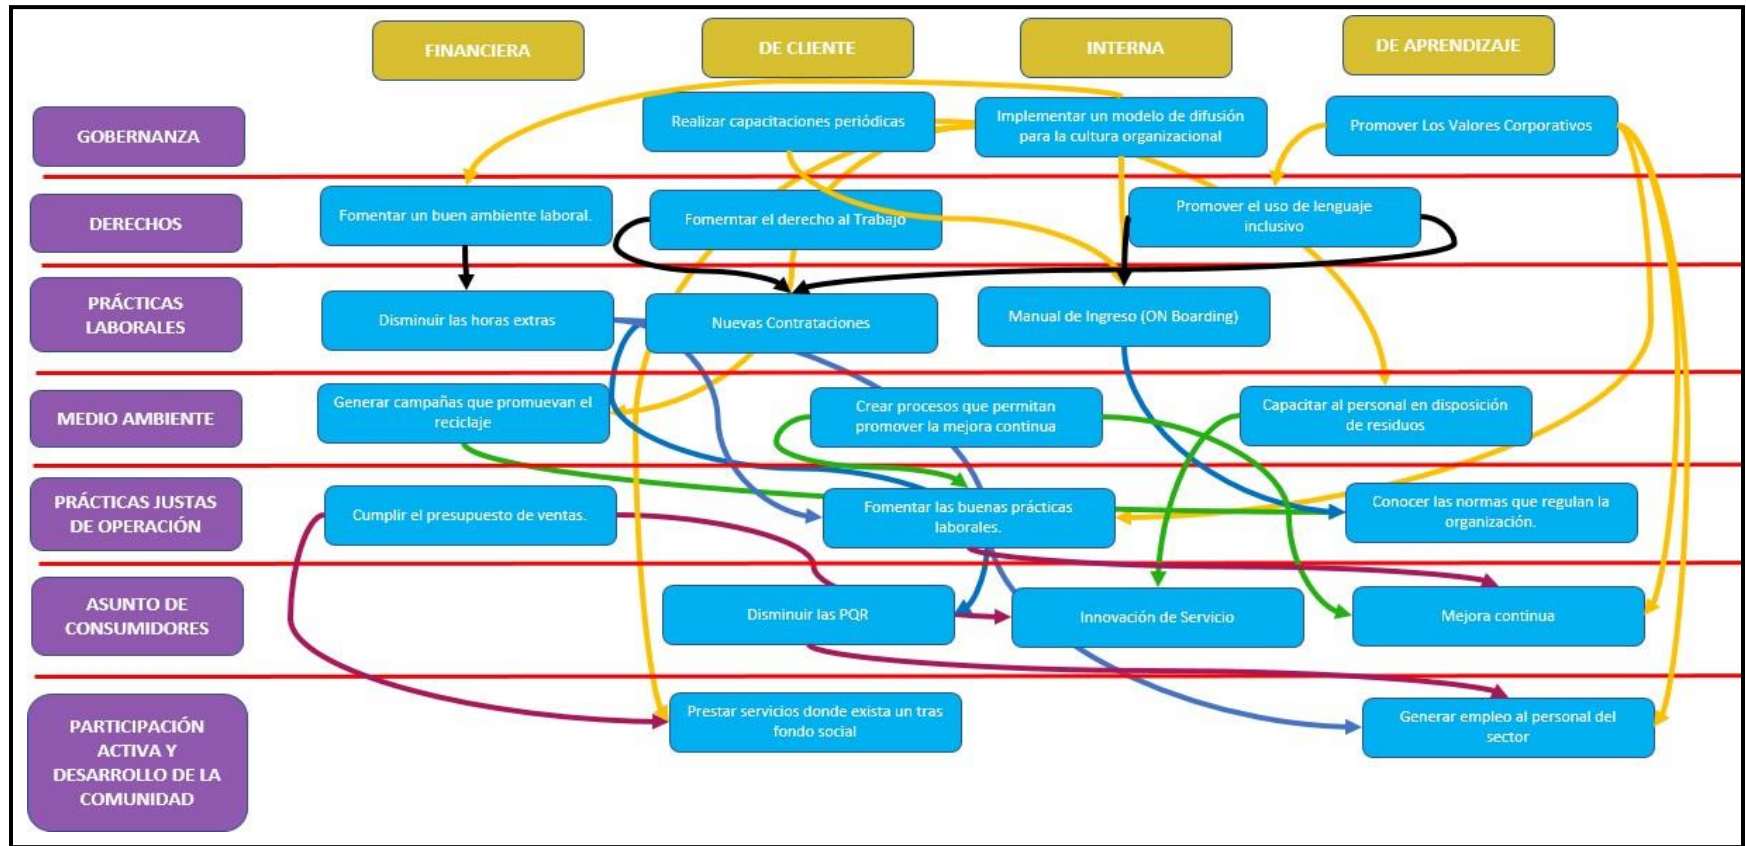 FINANCIERA
DE CLIENTE
INTERNA
DE APRENDIZAJE
GOBERNANZA
Realizar capacitaciones periódicas
Implementar un modelo de difusión
para la cultura organizacional
Promover Los Valores Corporativos
DERECHOS
Fomentar un buen ambiente laboral.
Fomerntar el derecho al Trabajo
Promover el uso de lenguaje
inclusivo
PRÁCTICAS
LABORALES
Disminuir las horas extras
Nuevas Contrataciones
Manual de Ingreso (ON Boarding)
MEDIO AMBIENTE
Generar campañas que promuevan el
reciclaje
Crear procesos que permitan
promover la mejora continua
Capacitar al personal en disposición
de residuos
PRÁCTICAS JUSTAS
DE OPERACIÓN
Cumplir el presupuesto de ventas.
Fomentar las buenas prácticas
laborales.
Conocer las normas que regulan la
organización.
ASUNTO DE
CONSUMIDORES
Disminuir las PQR
Innovación de Servicio
Mejora continua
PARTICIPACIÓN
ACTIVA Y
DESARROLLO DE LA
COMUNIDAD
Prestar servicios donde exista un tras
fondo social
Generar empleo al personal del
sector